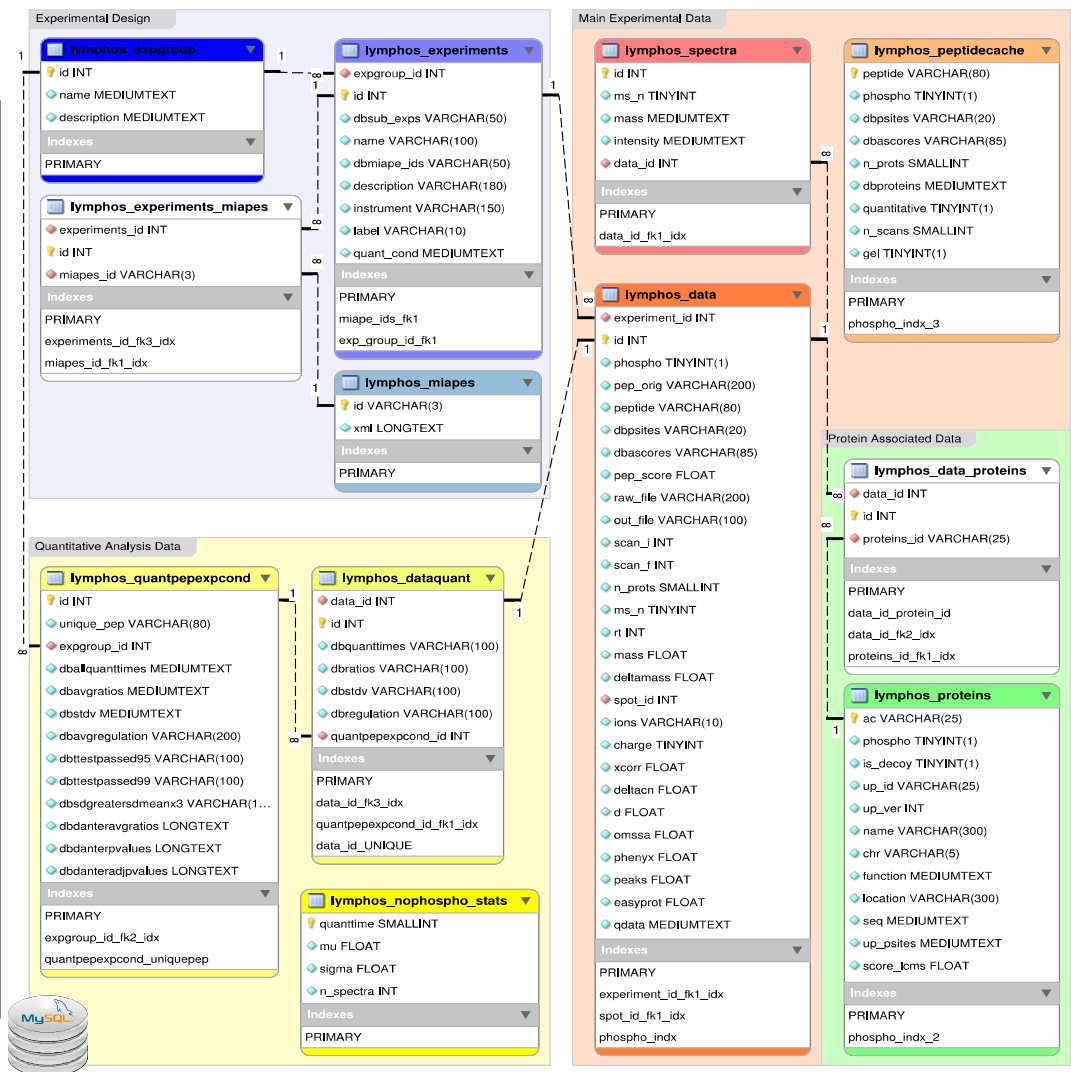 Experimental Design
lymphos_expgroup
id INT
name MEDIUMTEXT
description MEDIUMTEXT
Indexes
PRIMARY
lymphos_experiments_miapes
experiments_id INT
id INT
miapes_id VARCHAR(3)
Indexes
PRIMARY
experiments_id_fk3_idx
miapes_id_fk1_idx
lymphos_experiments
expgroup_id INT
id INT
dbsub_exps VARCHAR(50)
name VARCHAR(100)
dbmiape_ids VARCHAR(50)
description VARCHAR(180)
instrument VARCHAR(150)
label VARCHAR(10)
quant_cond MEDIUMTEXT
Indexes
PRIMARY
miape_ids_fk1
exp_group_id_fk1
lymphos_miapes
id VARCHAR(3)
xml LONGTEXT
Indexes
PRIMARY
1
1
∞
1
∞
∞
1
1
Quantitative Analysis Data
lymphos_quantpepexpcond
id INT
unique_pep VARCHAR(80)
expgroup_id INT
dballquanttimes MEDIUMTEXT
dbavgratios MEDIUMTEXT
dbstdv MEDIUMTEXT
dbavgregulation VARCHAR(200)
dbttestpassed95 VARCHAR(100)
dbttestpassed99 VARCHAR(100)
dbsdgreatersdmeanx3 VARCHAR(1...
dbdanteravgratios LONGTEXT
dbdanterpvalues LONGTEXT
dbdanteradjpvalues LONGTEXT
Indexes
PRIMARY
expgroup_id_fk2_idx
quantpepexpcond_uniquepep
lymphos_dataquant
data_id INT
id INT
dbquanttimes VARCHAR(100)
dbratios VARCHAR(100)
dbstdv VARCHAR(100)
dbregulation VARCHAR(100)
quantpepexpcond_id INT
Indexes
PRIMARY
data_id_fk3_idx
quantpepexpcond_id_fk1_idx
data_id_UNIQUE
lymphos_nophospho_stats
quanttime SMALLINT
mu FLOAT
sigma FLOAT
n_spectra INT
Indexes
PRIMARY
∞
1
∞
1
MySQL
Main Experimental Data
lymphos_spectra
id INT
ms_n TINYINT
mass MEDIUMTEXT
intensity MEDIUMTEXT
data_id INT
Indexes
PRIMARY
data_id_fk1_idx
lymphos_peptidecache
peptide VARCHAR(80)
phospho TINYINT(1)
dbpsites VARCHAR(20)
dbascores VARCHAR(85)
n_prots SMALLINT
dbproteins MEDIUMTEXT
quantitative TINYINT(1)
n_scans SMALLINT
gel TINYINT(1)
Indexes
PRIMARY
phospho_indx_3
lymphos_data
experiment_id INT
id INT
phospho TINYINT(1)
pep_orig VARCHAR(200)
peptide VARCHAR(80)
dbpsites VARCHAR(20)
dbascores VARCHAR(85)
pep_score FLOAT
raw_file VARCHAR(200)
out_file VARCHAR(100)
scan_i INT
scan_f INT
n_prots SMALLINT
ms_n TINYINT
rt INT
mass FLOAT
deltamass FLOAT
spot_id INT
ions VARCHAR(10)
charge TINYINT
xcorr FLOAT
deltacn FLOAT
d FLOAT
omssa FLOAT
phenyx FLOAT
peaks FLOAT
easyprot FLOAT
qdata MEDIUMTEXT
Indexes
PRIMARY
experiment_id_fk1_idx
spot_id_fk1_idx
phospho_indx
∞
1
∞
1
∞
Protein Associated Data
lymphos_data_proteins
data_id INT
id INT
proteins_id VARCHAR(25)
Indexes
PRIMARY
data_id_protein_id
data_id_fk2_idx
proteins_id_fk1_idx
lymphos_proteins
ac VARCHAR(25)
phospho TINYINT(1)
is_decoy TINYINT(1)
up_id VARCHAR(25)
up_ver INT
name VARCHAR(300)
chr VARCHAR(5)
function MEDIUMTEXT
location VARCHAR(300)
seq MEDIUMTEXT
up_psites MEDIUMTEXT
score_lcms FLOAT
Indexes
PRIMARY
phospho_indx_2
∞
1